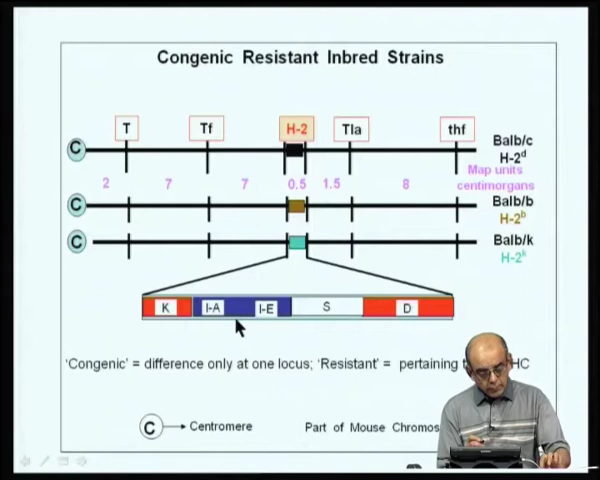 Congenic Resistant Inbred Strains
T Tf H-2 Tla thf
C Balb/c
H-2d
Map units
2 7 7 0.5 1.5 8 centimorgans
C Balb/b
H-2b
C Balb/k
H-2k
K I-A I-E S D
'Congenic' = difference only at one locus; 'Resistant' = pertaining HC
C Centromere Part of Mouse Chromos